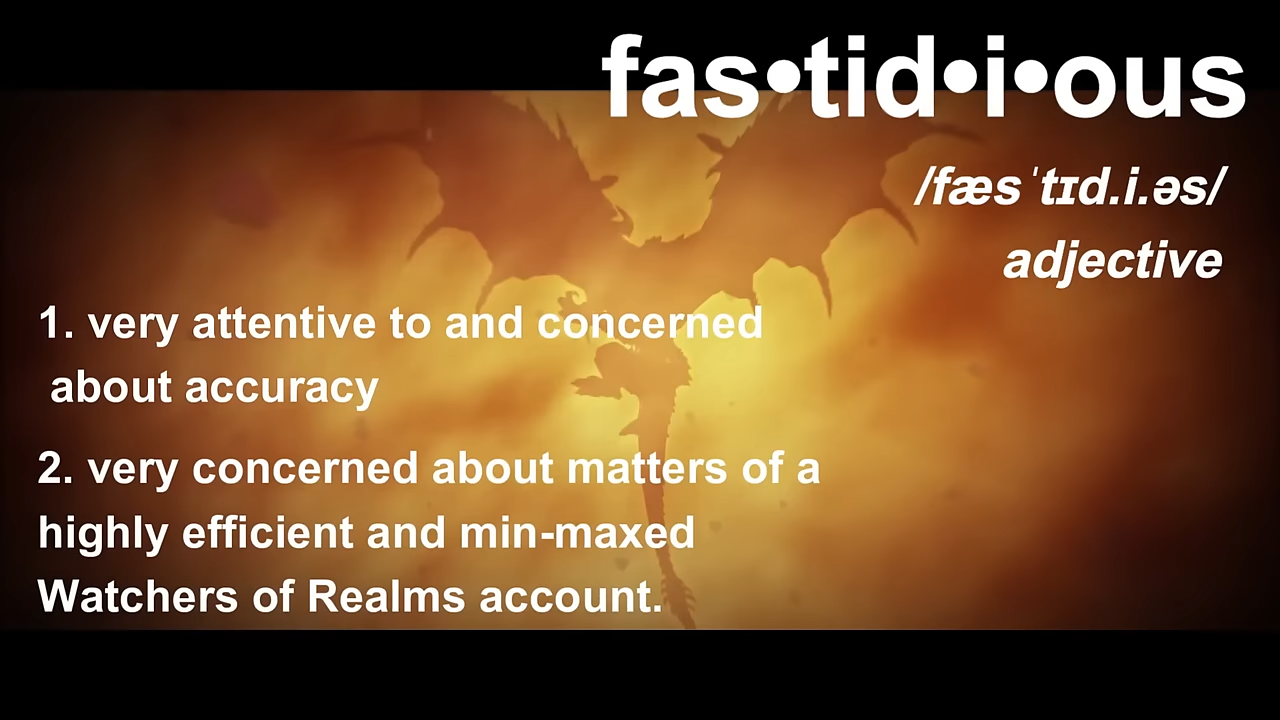 fas•tid•i•ous
/fæsˈtɪd.i.əs/
adjective
1. very attentive to and concerned
about accuracy
2. very concerned about matters of a
highly efficient and min-maxed
Watchers of Realms account.